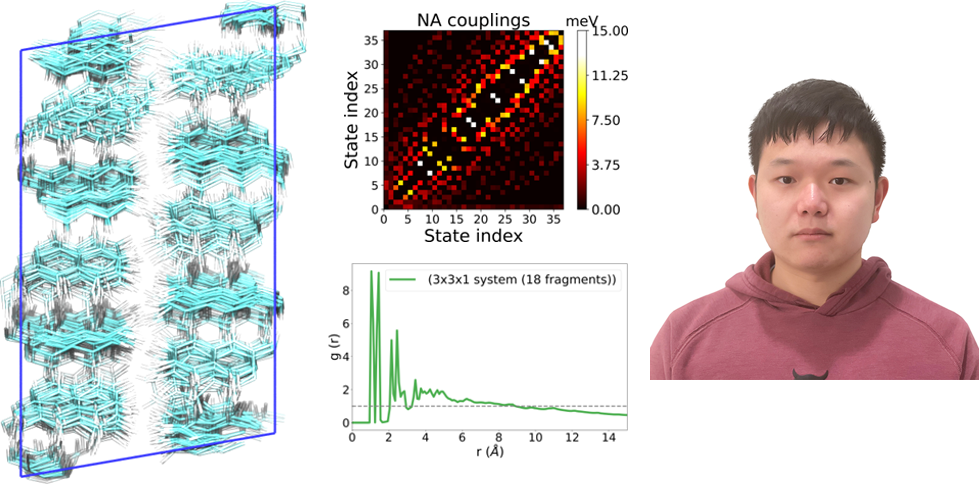 NA couplings
meV
State index
35
30
25
20
15
10
5
0
0 5 10 15 20 25 30 35
State index
15.00
11.25
7.50
3.75
0.00
(3x3x1 system (18 fragments))
g (r)
8
6
4
2
0
0 2 4 6 8 10 12 14
r (Å)